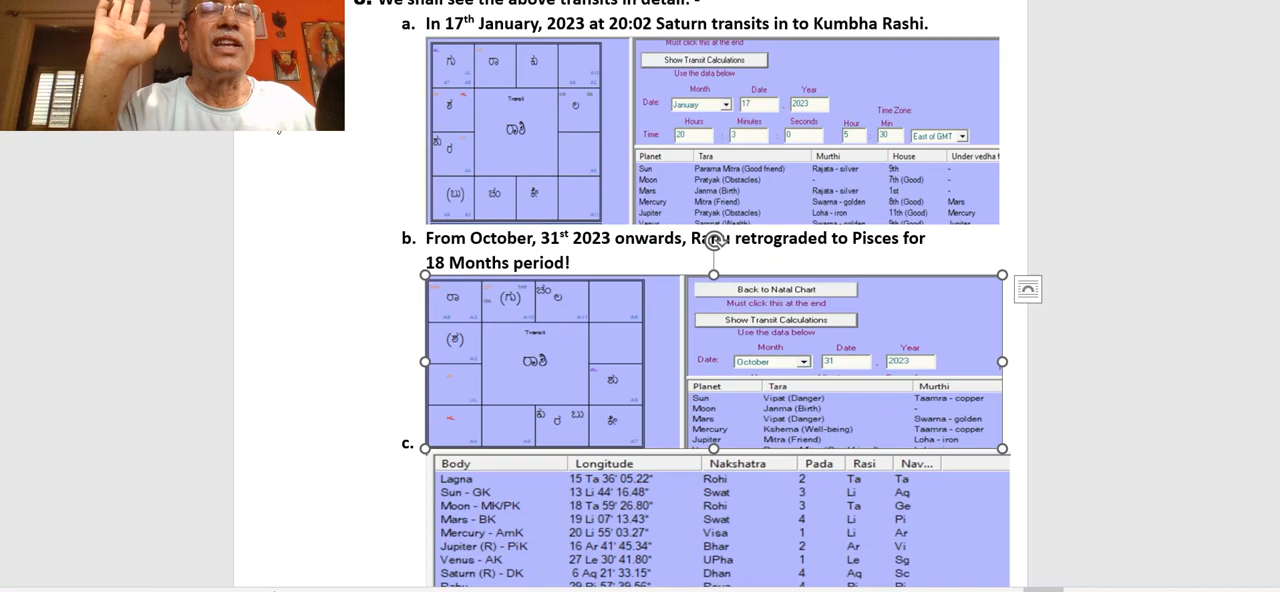 a. In 17th January, 2023 at 20:02 Saturn transits in to Kumbha Rashi.
ಗು ರಾ ಕು
ಶ Transit ಲ
ರಾಶಿ
ಶು ರ
(ಬು) ಚಂ ಕೇ
Must click this at the end
Show Transit Calculations
Use the data below
Month Date Year
Date: January 17 , 2023
Time Zone:
Hours Minutes Seconds Hour Min
Time: 20 : 3 : 0 5 : 30 East of GMT
Planet Tara Murthi House Under vedha f
Sun Parama Mitra (Good friend) Rajata - silver 9th -
Moon Pratyak (Obstacles) - 7th (Good) -
Mars Janma (Birth) Rajata - silver 1st -
Mercury Mitra (Friend) Swarna - golden 8th (Good) Mars
Jupiter Pratyak (Obstacles) Loha - iron 11th (Good) Mercury
b. From October, 31st 2023 onwards, retrograded to Pisces for
18 Months period!
ರಾ (ಗು) ಚಂ ಲ
(ಶ) Transit
ರಾಶಿ
ಶು
ಕು ರ ಬು ಕೇ
Back to Natal Chart
Must click this at the end
Show Transit Calculations
Use the data below
Month Date Year
Date: October 31 , 2023
Planet Tara Murthi
Sun Vipat (Danger) Taamra - copper
Moon Janma (Birth) -
Mars Vipat (Danger) Swarna - golden
Mercury Kshema (Well-being) Taamra - copper
Jupiter Mitra (Friend) Loha - iron
c.
Body Longitude Nakshatra Pada Rasi Nav...
Lagna 15 Ta 36' 05.22" Rohi 2 Ta Ta
Sun - GK 13 Li 44' 16.48" Swat 3 Li Aq
Moon - MK/PK 18 Ta 59' 26.80" Rohi 3 Ta Ge
Mars - BK 19 Li 07' 13.43" Swat 4 Li Pi
Mercury - AmK 20 Li 55' 03.27" Visa 1 Li Ar
Jupiter (R) - PiK 16 Ar 41' 45.34" Bhar 2 Ar Vi
Venus - AK 27 Le 30' 41.80" UPha 1 Le Sg
Saturn (R) - DK 6 Aq 21' 33.15" Dhan 4 Aq Sc